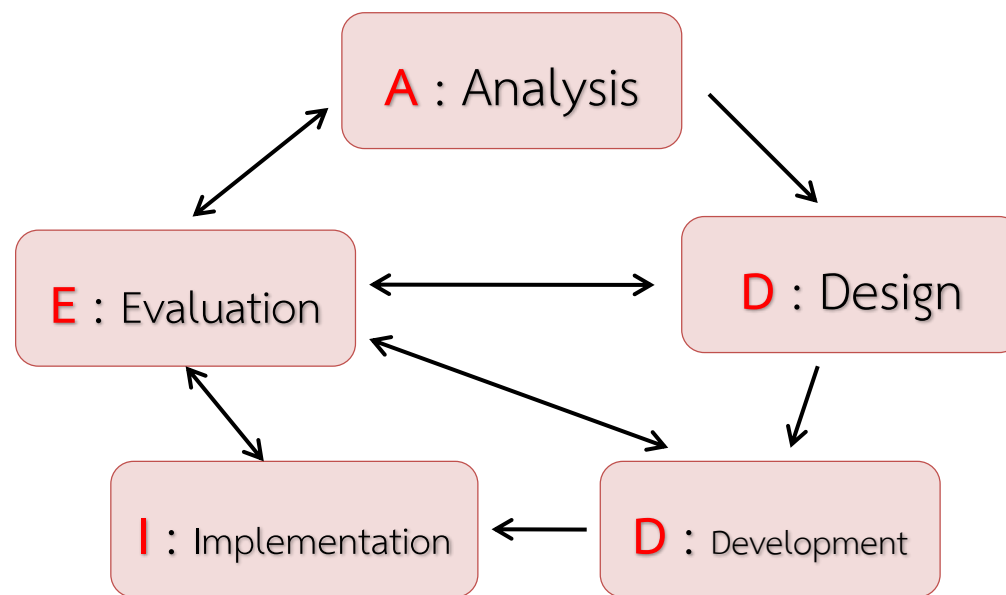 A : Analysis
E : Evaluation
D : Design
I : Implementation
D : Development